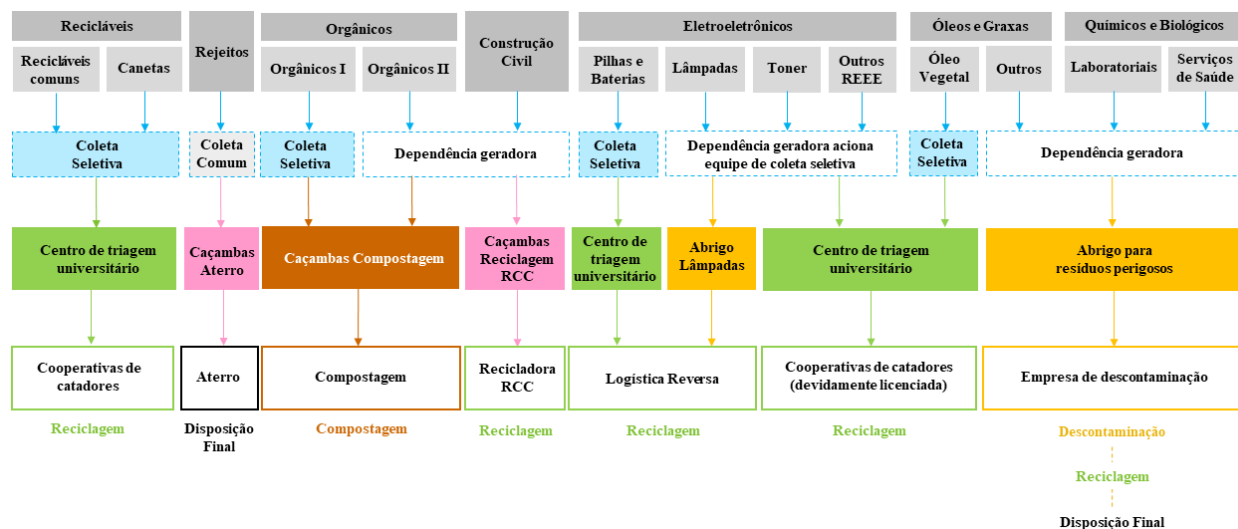 Recicláveis
Rejeitos
Orgânicos
Construção
Civil
Eletroeletrônicos
Óleos e Graxas
Químicos e Biológicos
Recicláveis
comuns
Canetas
Orgânicos I
Orgânicos II
Pilhas e
Baterias
Lâmpadas
Toner
Outros
REEE
Óleo
Vegetal
Outros
Laboratoriais
Serviços
de Saúde
Coleta
Seletiva
Coleta
Comum
Coleta
Seletiva
Dependência geradora
Coleta
Seletiva
Dependência geradora aciona
equipe de coleta seletiva
Coleta
Seletiva
Dependência geradora
Centro de triagem
universitário
Caçambas
Aterro
Caçambas Compostagem
Caçambas
Reciclagem
RCC
Centro de
triagem
universitário
Abrigo
Lâmpadas
Centro de triagem
universitário
Abrigo para
resíduos perigosos
Cooperativas de
catadores
Aterro
Compostagem
Recicladora
RCC
Logística Reversa
Cooperativas de catadores
(devidamente licenciada)
Empresa de descontaminação
Reciclagem
Disposição
Final
Compostagem
Reciclagem
Reciclagem
Reciclagem
Descontaminação
Reciclagem
Disposição Final